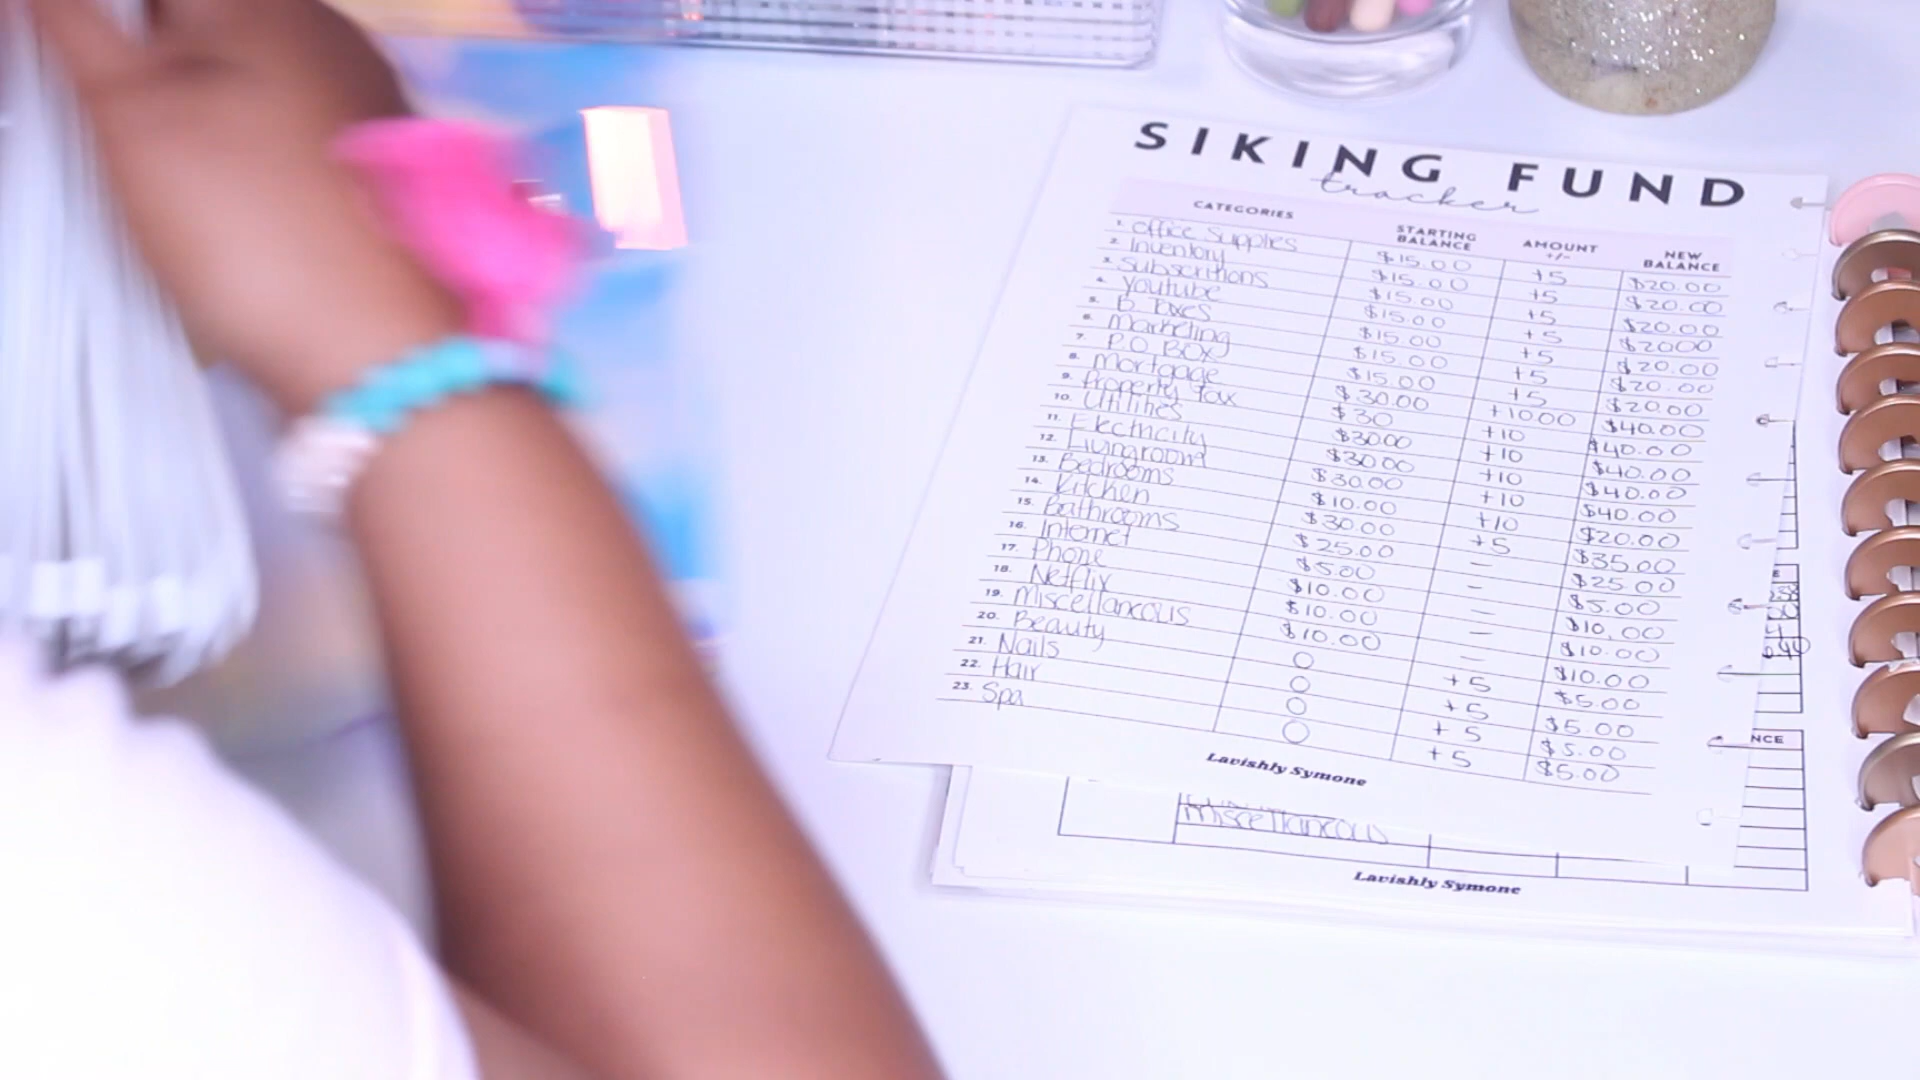 SIKING FUND
tracker
CATEGORIES STARTING BALANCE AMOUNT +/- NEW BALANCE
1. Office Supplies $15.00 +5 $20.00
2. Inventory $15.00 +5 $20.00
3. Subscritions $15.00 +5 $20.00
4. Youtube $15.00 +5 $2000
5. B. Taxes $15.00 +5 $20.00
6. Marketing $15.00 +5 $20.00
7. P.O. BOX $15.00 +5 $20.00
8. Mortgage $30.00 +1000 $40.00
9. Property Tax $30 +10 $40.00
10. Utilities $3000 +10 $40.00
11. Electricity $3000 +10 $40.00
12. Livingroom $30.00 +10 $40.00
13. Bedrooms $10.00 +10 $20.00
14. Kitchen $30.00 +5 $35.00
15. Bathrooms $25.00 – $25.00
16. Internet $5.00 – $5.00
17. Phone $10.00 – $10,00
18. Netflix $10.00 – $10.00
19. Miscellaneous $10.00 – $10.00
20. Beauty 0 +5 $5.00
21. Nails 0 +5 $5.00
22. Hair 0 +5 $5.00
23. Spa 0 +5 $5.00
Lavishly Symone
NCE
Miscellaneous
Lavishly Symone